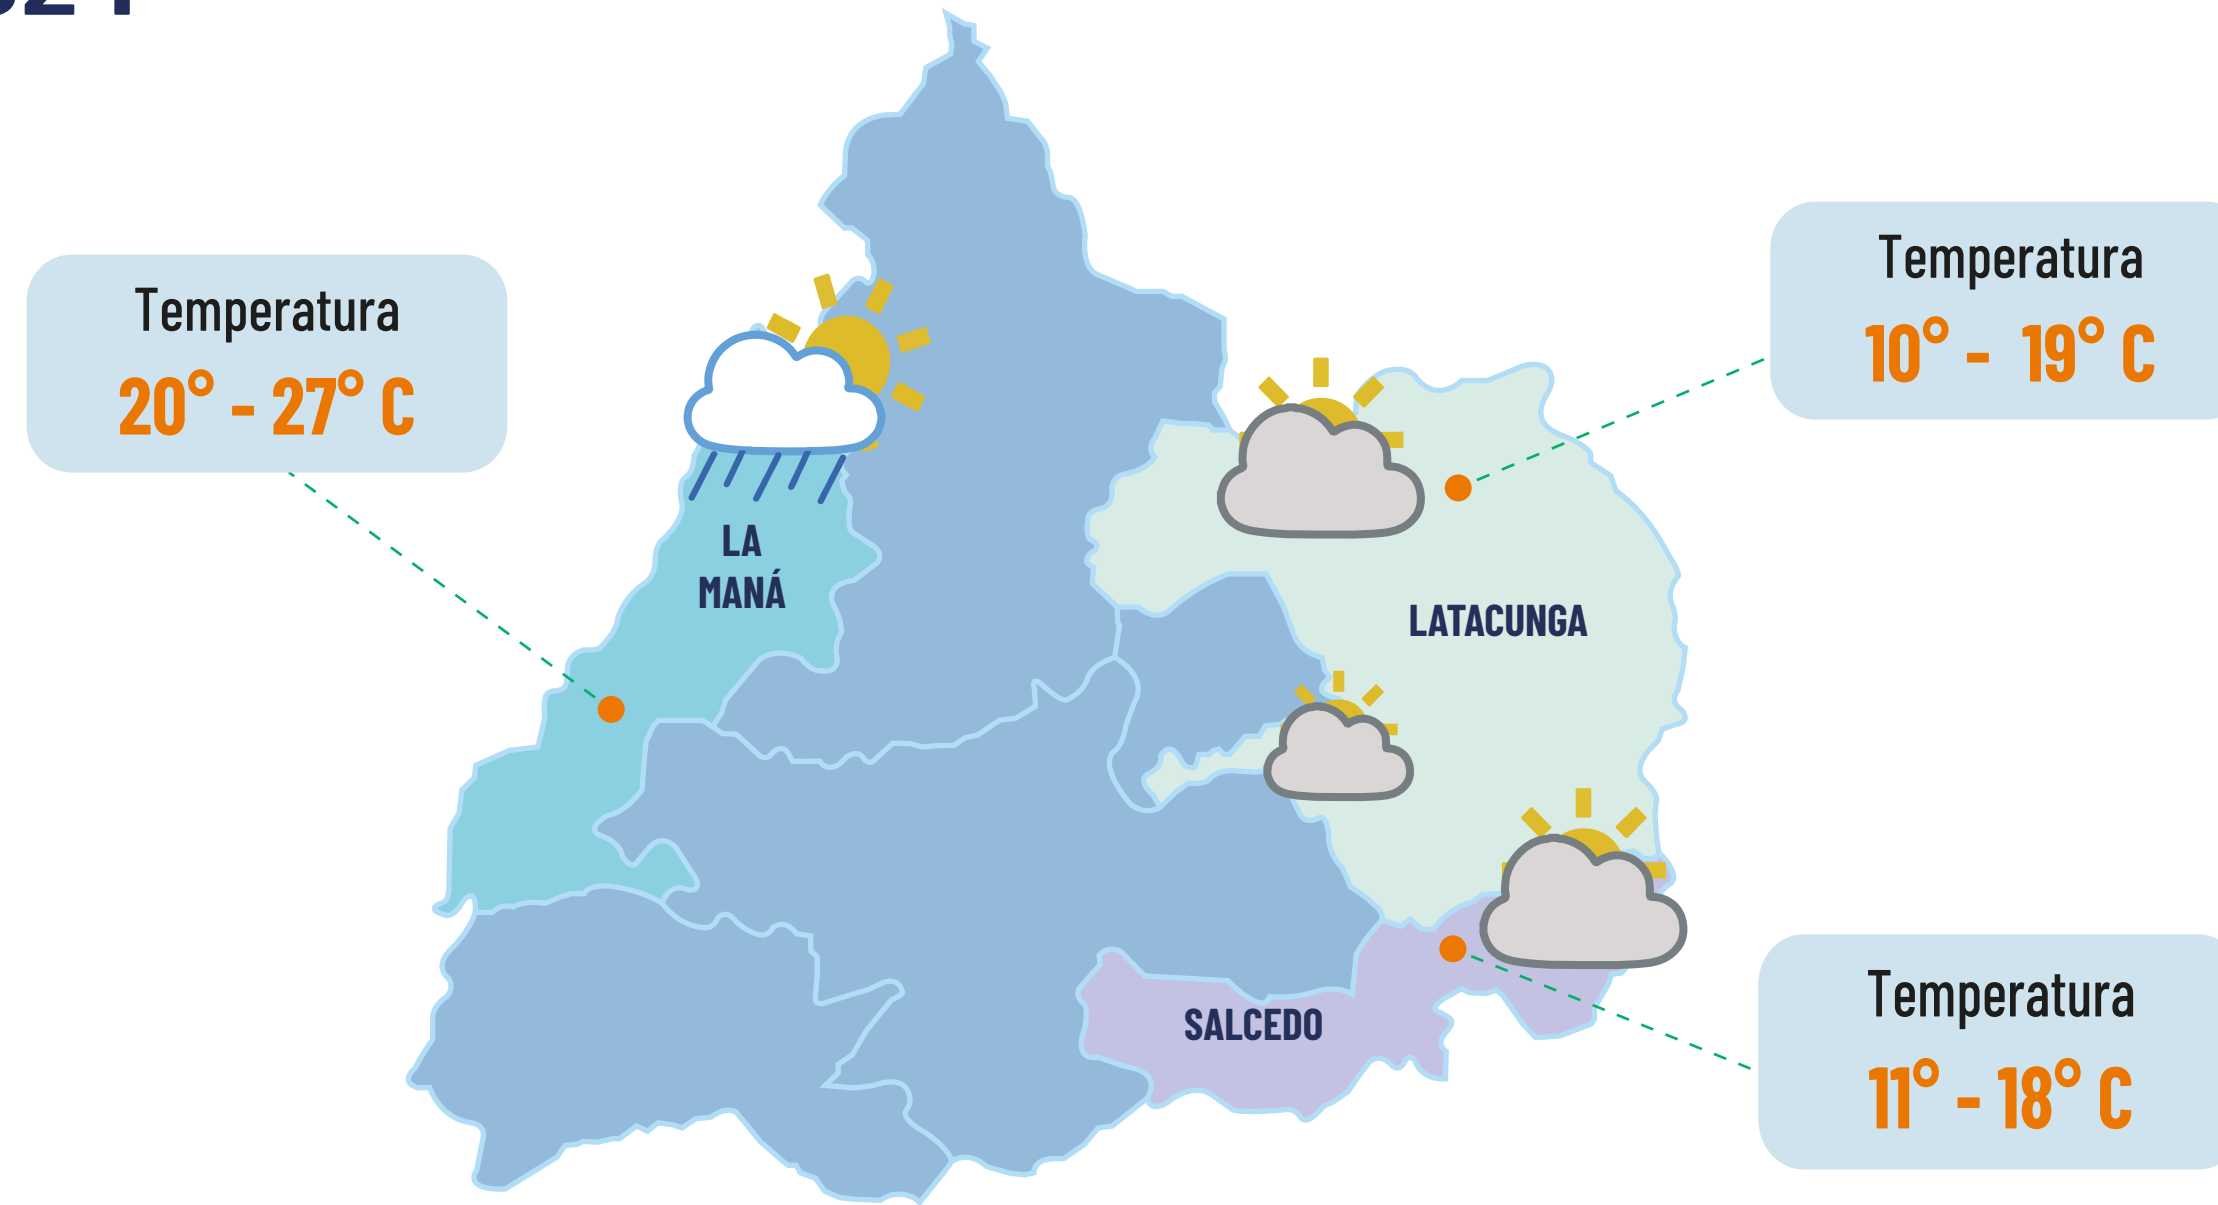 Temperatura
20° - 27° C
Temperatura
10° - 19° C
LA
MANÁ
LATACUNGA
SALCEDO
Temperatura
11° - 18° C